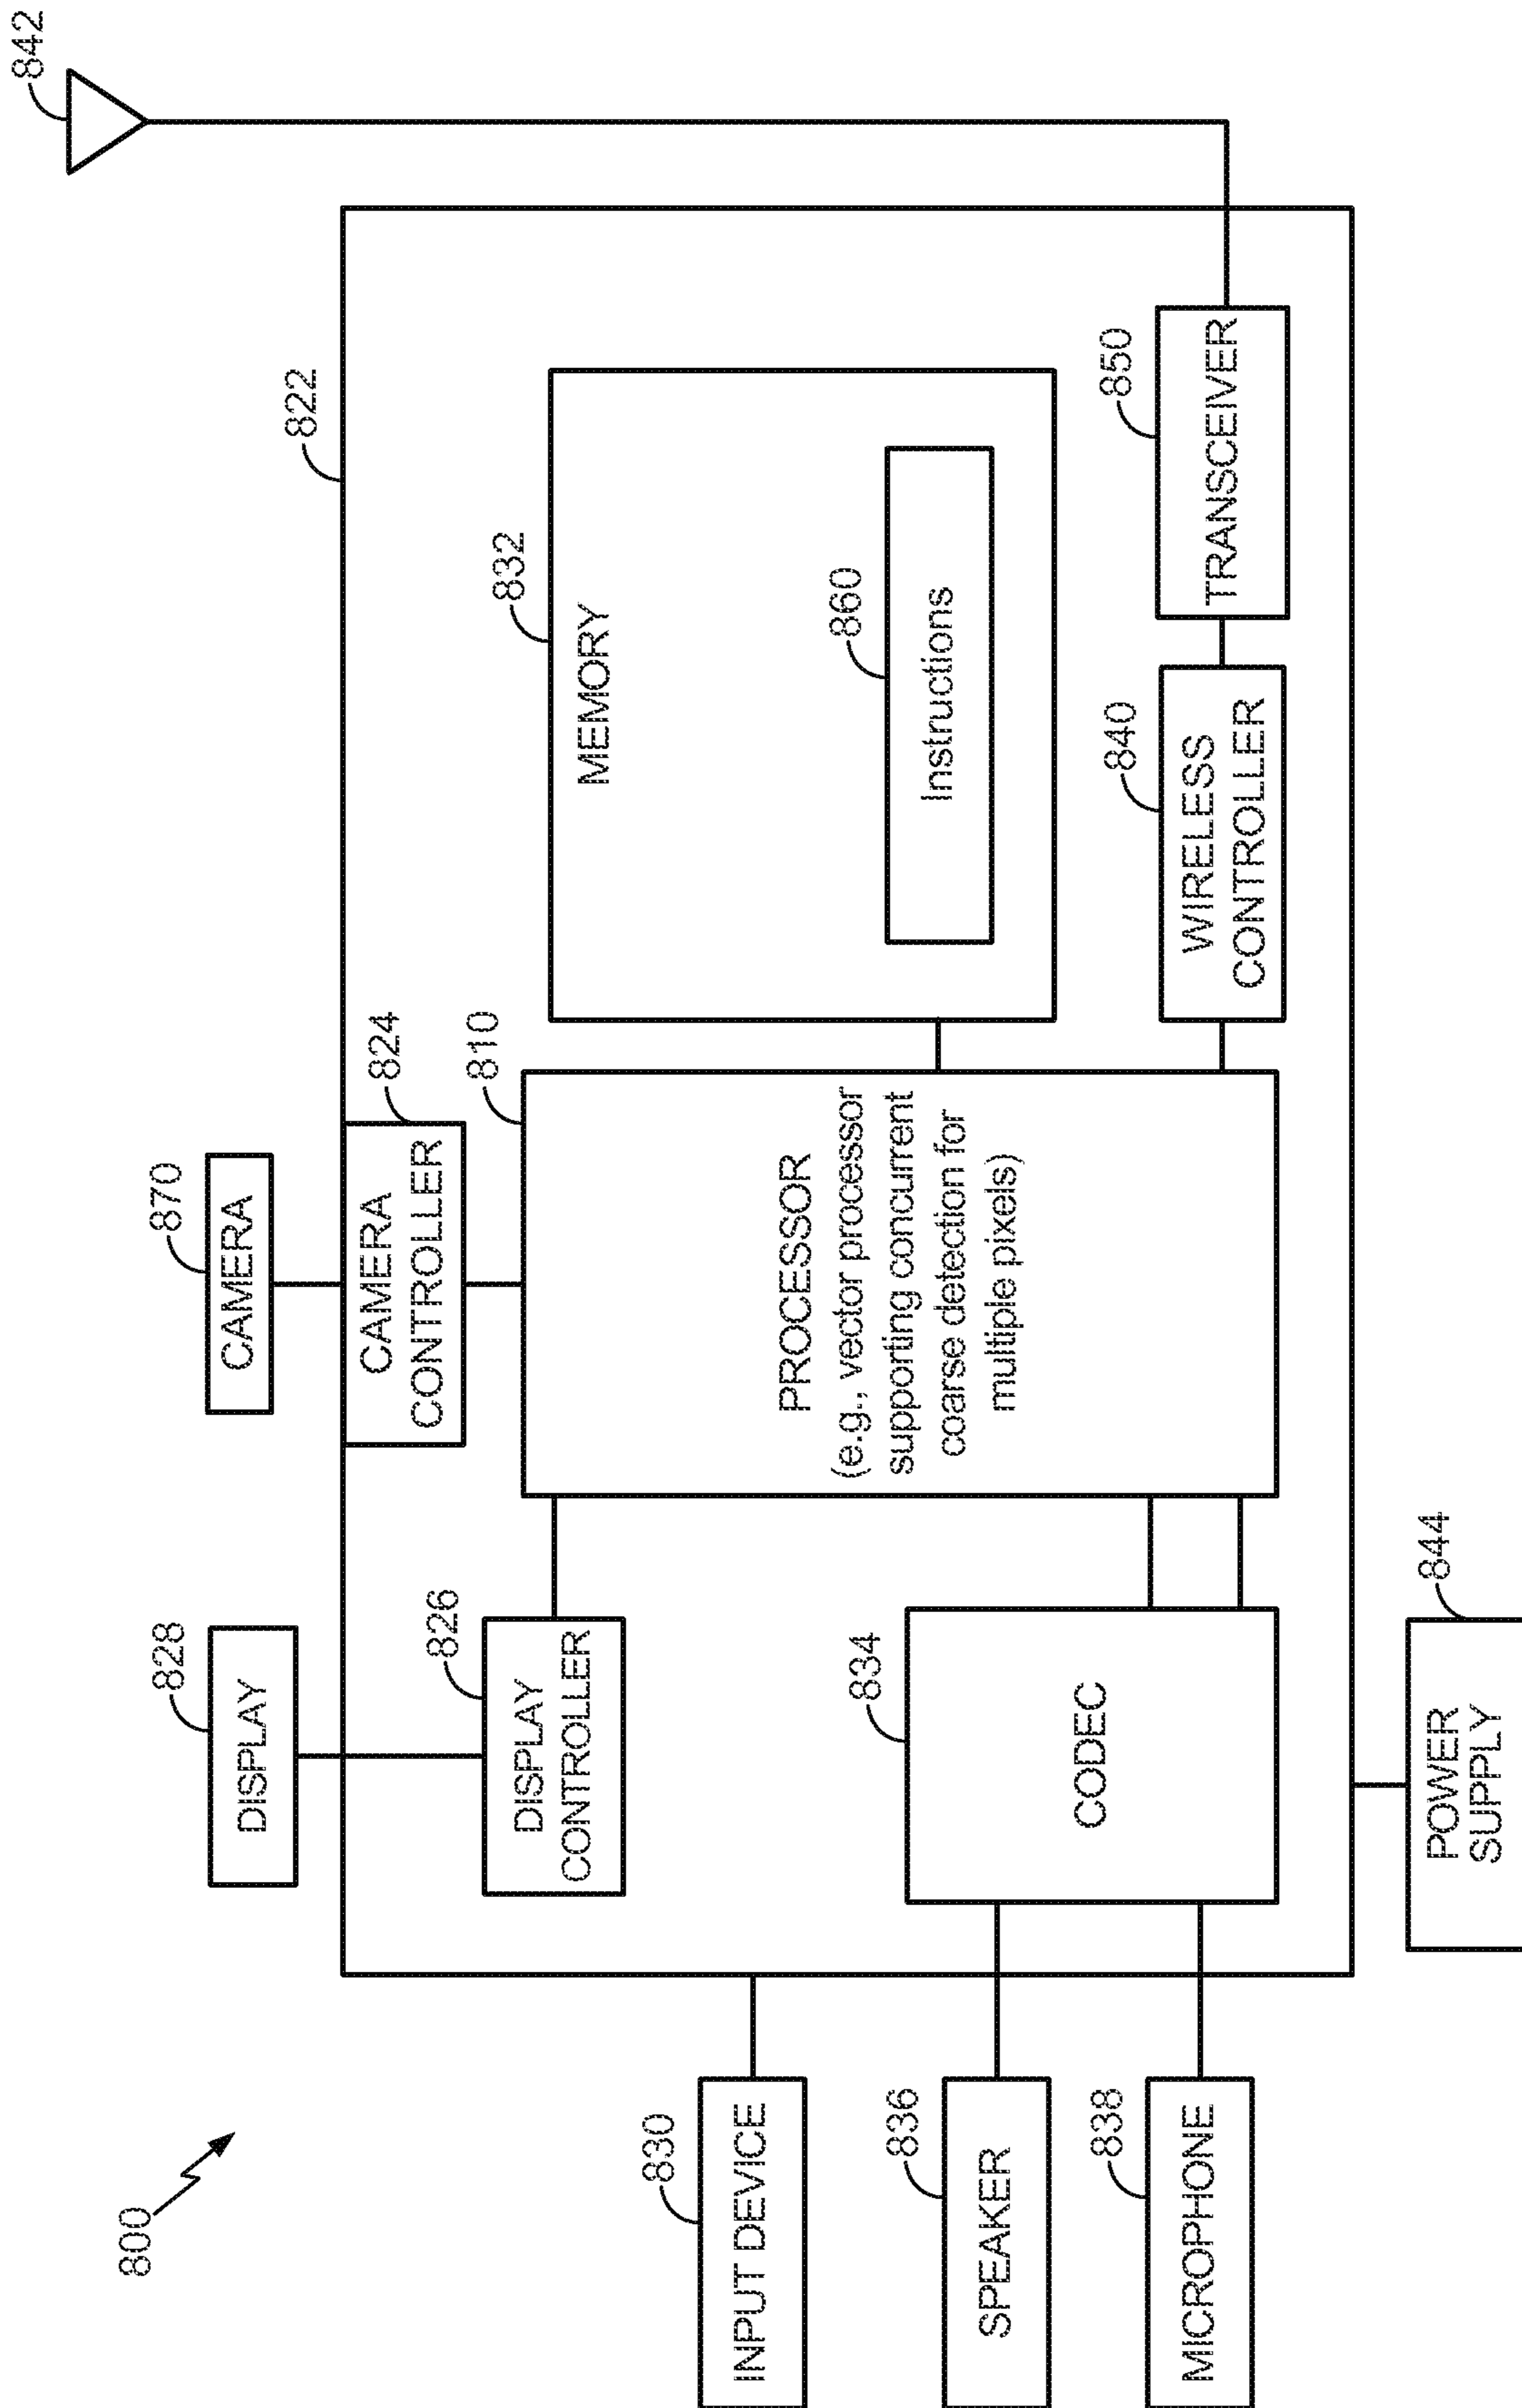 800
842
822
828
DISPLAY
870
CAMERA
CAMERA
CONTROLLER
824
826
DISPLAY
CONTROLLER
810
PROCESSOR
(e.g., vector processor
supporting concurrent
coarse detection for
multiple pixels)
832
MEMORY
860
Instructions
830
INPUT DEVICE
836
SPEAKER
838
MICROPHONE
834
CODEC
840
WIRELESS
CONTROLLER
850
TRANSCEIVER
844
POWER
SUPPLY